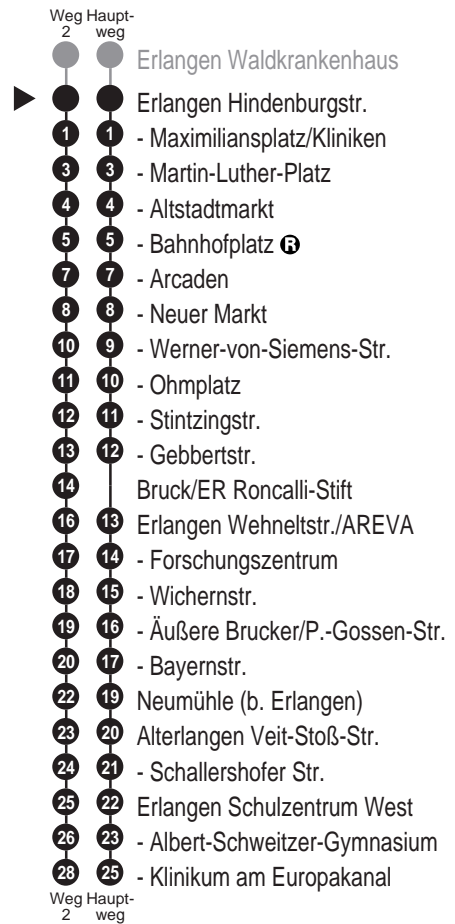 Weg Haupt-
2 weg
Erlangen Waldkrankenhaus
Erlangen Hindenburgstr.
1 1 - Maximiliansplatz/Kliniken
3 3 - Martin-Luther-Platz
4 4 - Altstadtmarkt
5 5 - Bahnhofplatz R
7 7 - Arcaden
8 8 - Neuer Markt
10 9 - Werner-von-Siemens-Str.
11 10 - Ohmplatz
12 11 - Stintzingstr.
13 12 - Gebbertstr.
14 Bruck/ER Roncalli-Stift
16 13 Erlangen Wehneltstr./AREVA
17 14 - Forschungszentrum
18 15 - Wichernstr.
19 16 - Äußere Brucker/P.-Gossen-Str.
20 17 - Bayernstr.
22 19 Neumühle (b. Erlangen)
23 20 Alterlangen Veit-Stoß-Str.
24 21 - Schallershofer Str.
25 22 Erlangen Schulzentrum West
26 23 - Albert-Schweitzer-Gymnasium
28 25 - Klinikum am Europakanal
Weg Haupt-
2 weg